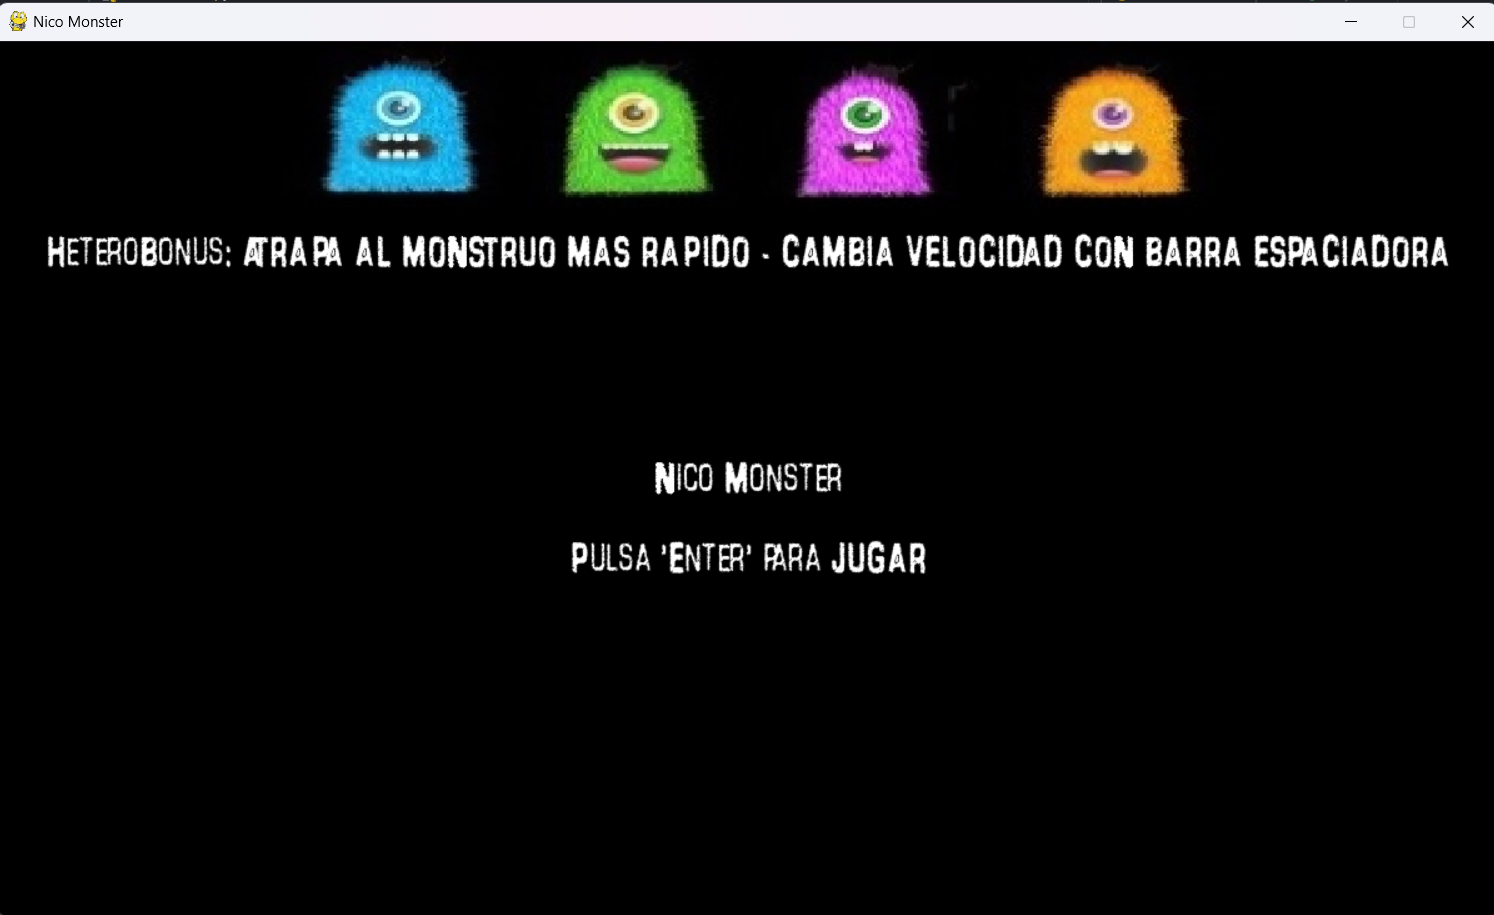 Nico Monster
HeteroBonus: ATRAPA AL MONSTRUO MAS RAPIDO - CAMBIA VELOCIDAD CON BARRA ESPACIADORA
Nico Monster
Pulsa 'Enter' para JUGAR